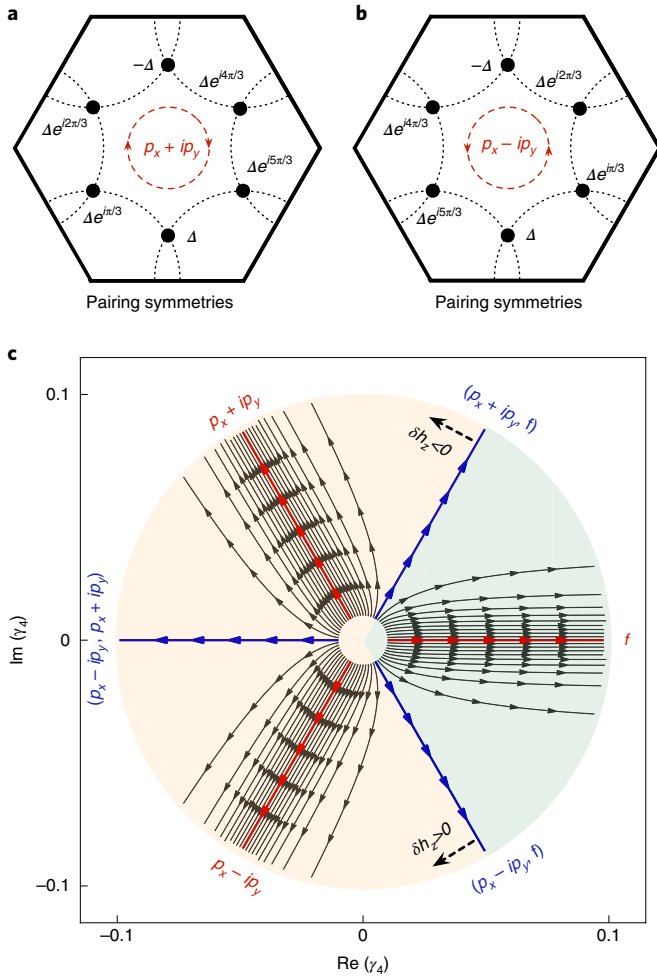 a
b
−Δ
−Δ
Δe^{i4π/3}
Δe^{i2π/3}
Δe^{i2π/3}
Δe^{i4π/3}
p_x + ip_y
p_x − ip_y
Δe^{iπ/3}
Δe^{i5π/3}
Δe^{i5π/3}
Δe^{iπ/3}
Δ
Δ
Pairing symmetries
Pairing symmetries
c
0.1
p_x + ip_y
(p_x + ip_y, f)
δh_z<0
Im (γ_4)
0
(p_x − ip_y, p_x + ip_y)
f
δh_z>0
p_x − ip_y
(p_x − ip_y, f)
−0.1
−0.1
0
0.1
Re (γ_4)